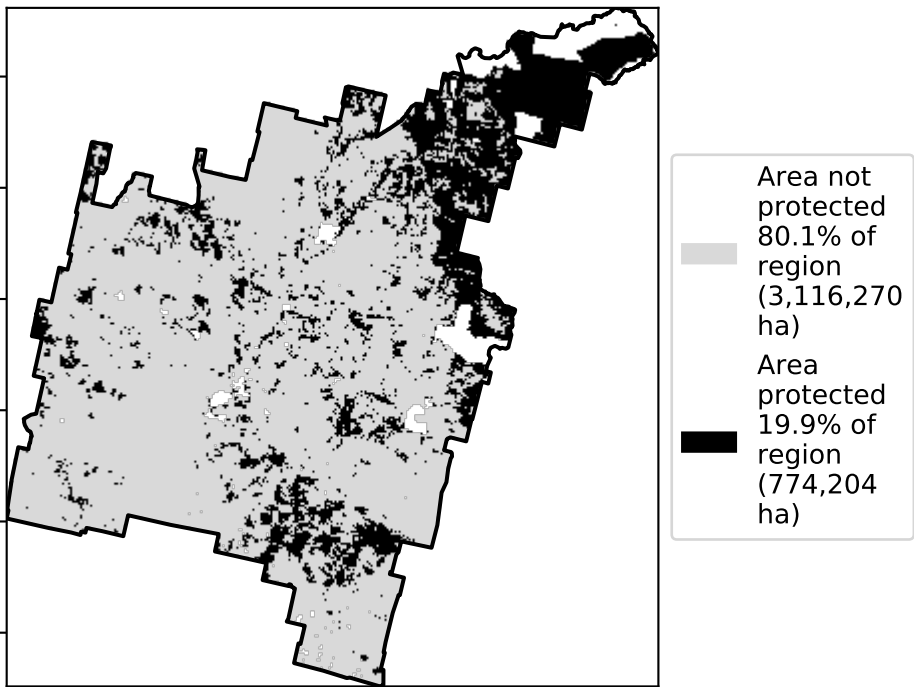 Area not
protected
80.1% of
region
(3,116,270
ha)
Area
protected
19.9% of
region
(774,204
ha)